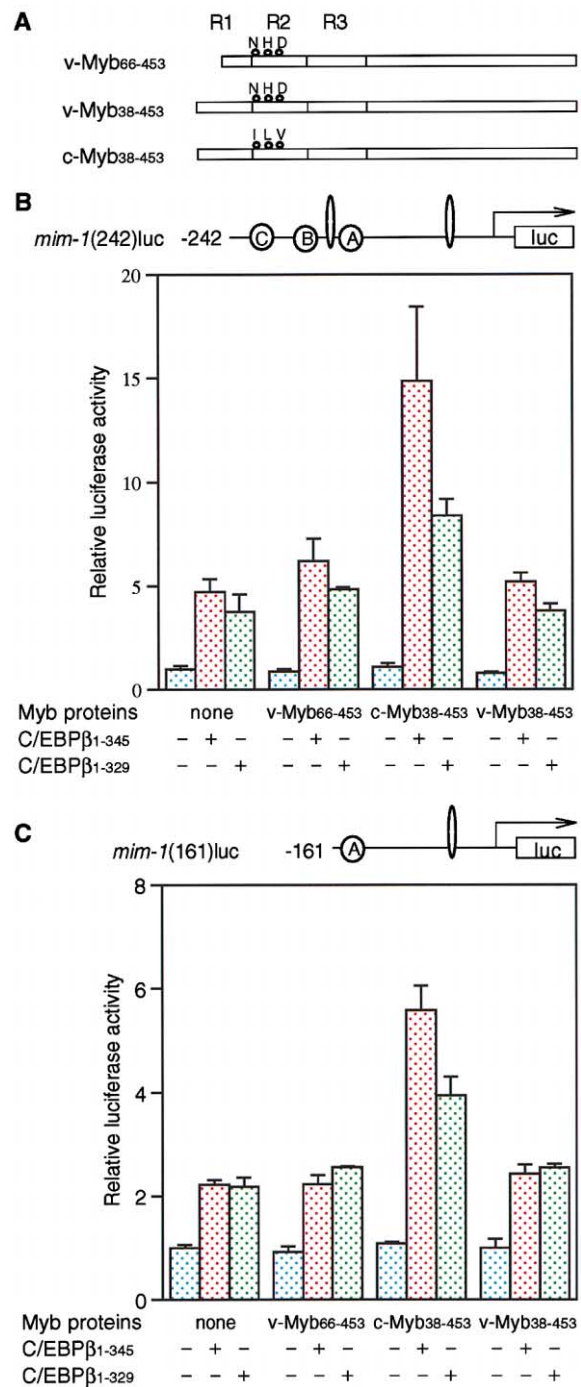 A
R1 R2 R3
N H D
v-Myb66-453
N H D
v-Myb38-453
I L V
c-Myb38-453
B
mim-1(242)luc -242 C B A luc
20
15
10
5
0
Relative luciferase activity
Myb proteins none v-Myb66-453 c-Myb38-453 v-Myb38-453
C/EBPβ1-345 – + – – + – – + – – + –
C/EBPβ1-329 – – + – – + – – + – – +
C
mim-1(161)luc -161 A luc
8
6
4
2
0
Relative luciferase activity
Myb proteins none v-Myb66-453 c-Myb38-453 v-Myb38-453
C/EBPβ1-345 – + – – + – – + – – + –
C/EBPβ1-329 – – + – – + – – + – – +